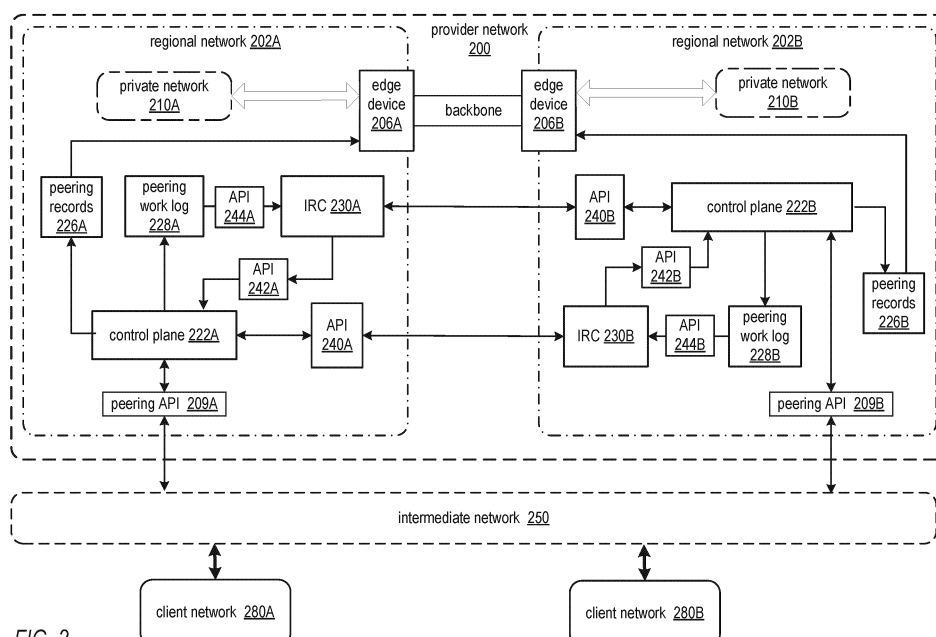 provider network
200
regional network 202A
regional network 202B
private network
210A
edge
device
206A
backbone
edge
device
206B
private network
210B
peering
records
226A
peering
work log
228A
API
244A
IRC 230A
API
240B
control plane 222B
API
242A
API
242B
peering
records
226B
control plane 222A
API
240A
IRC 230B
API
244B
peering
work log
228B
peering API 209A
peering API 209B
intermediate network 250
client network 280A
client network 280B
FIG. 2